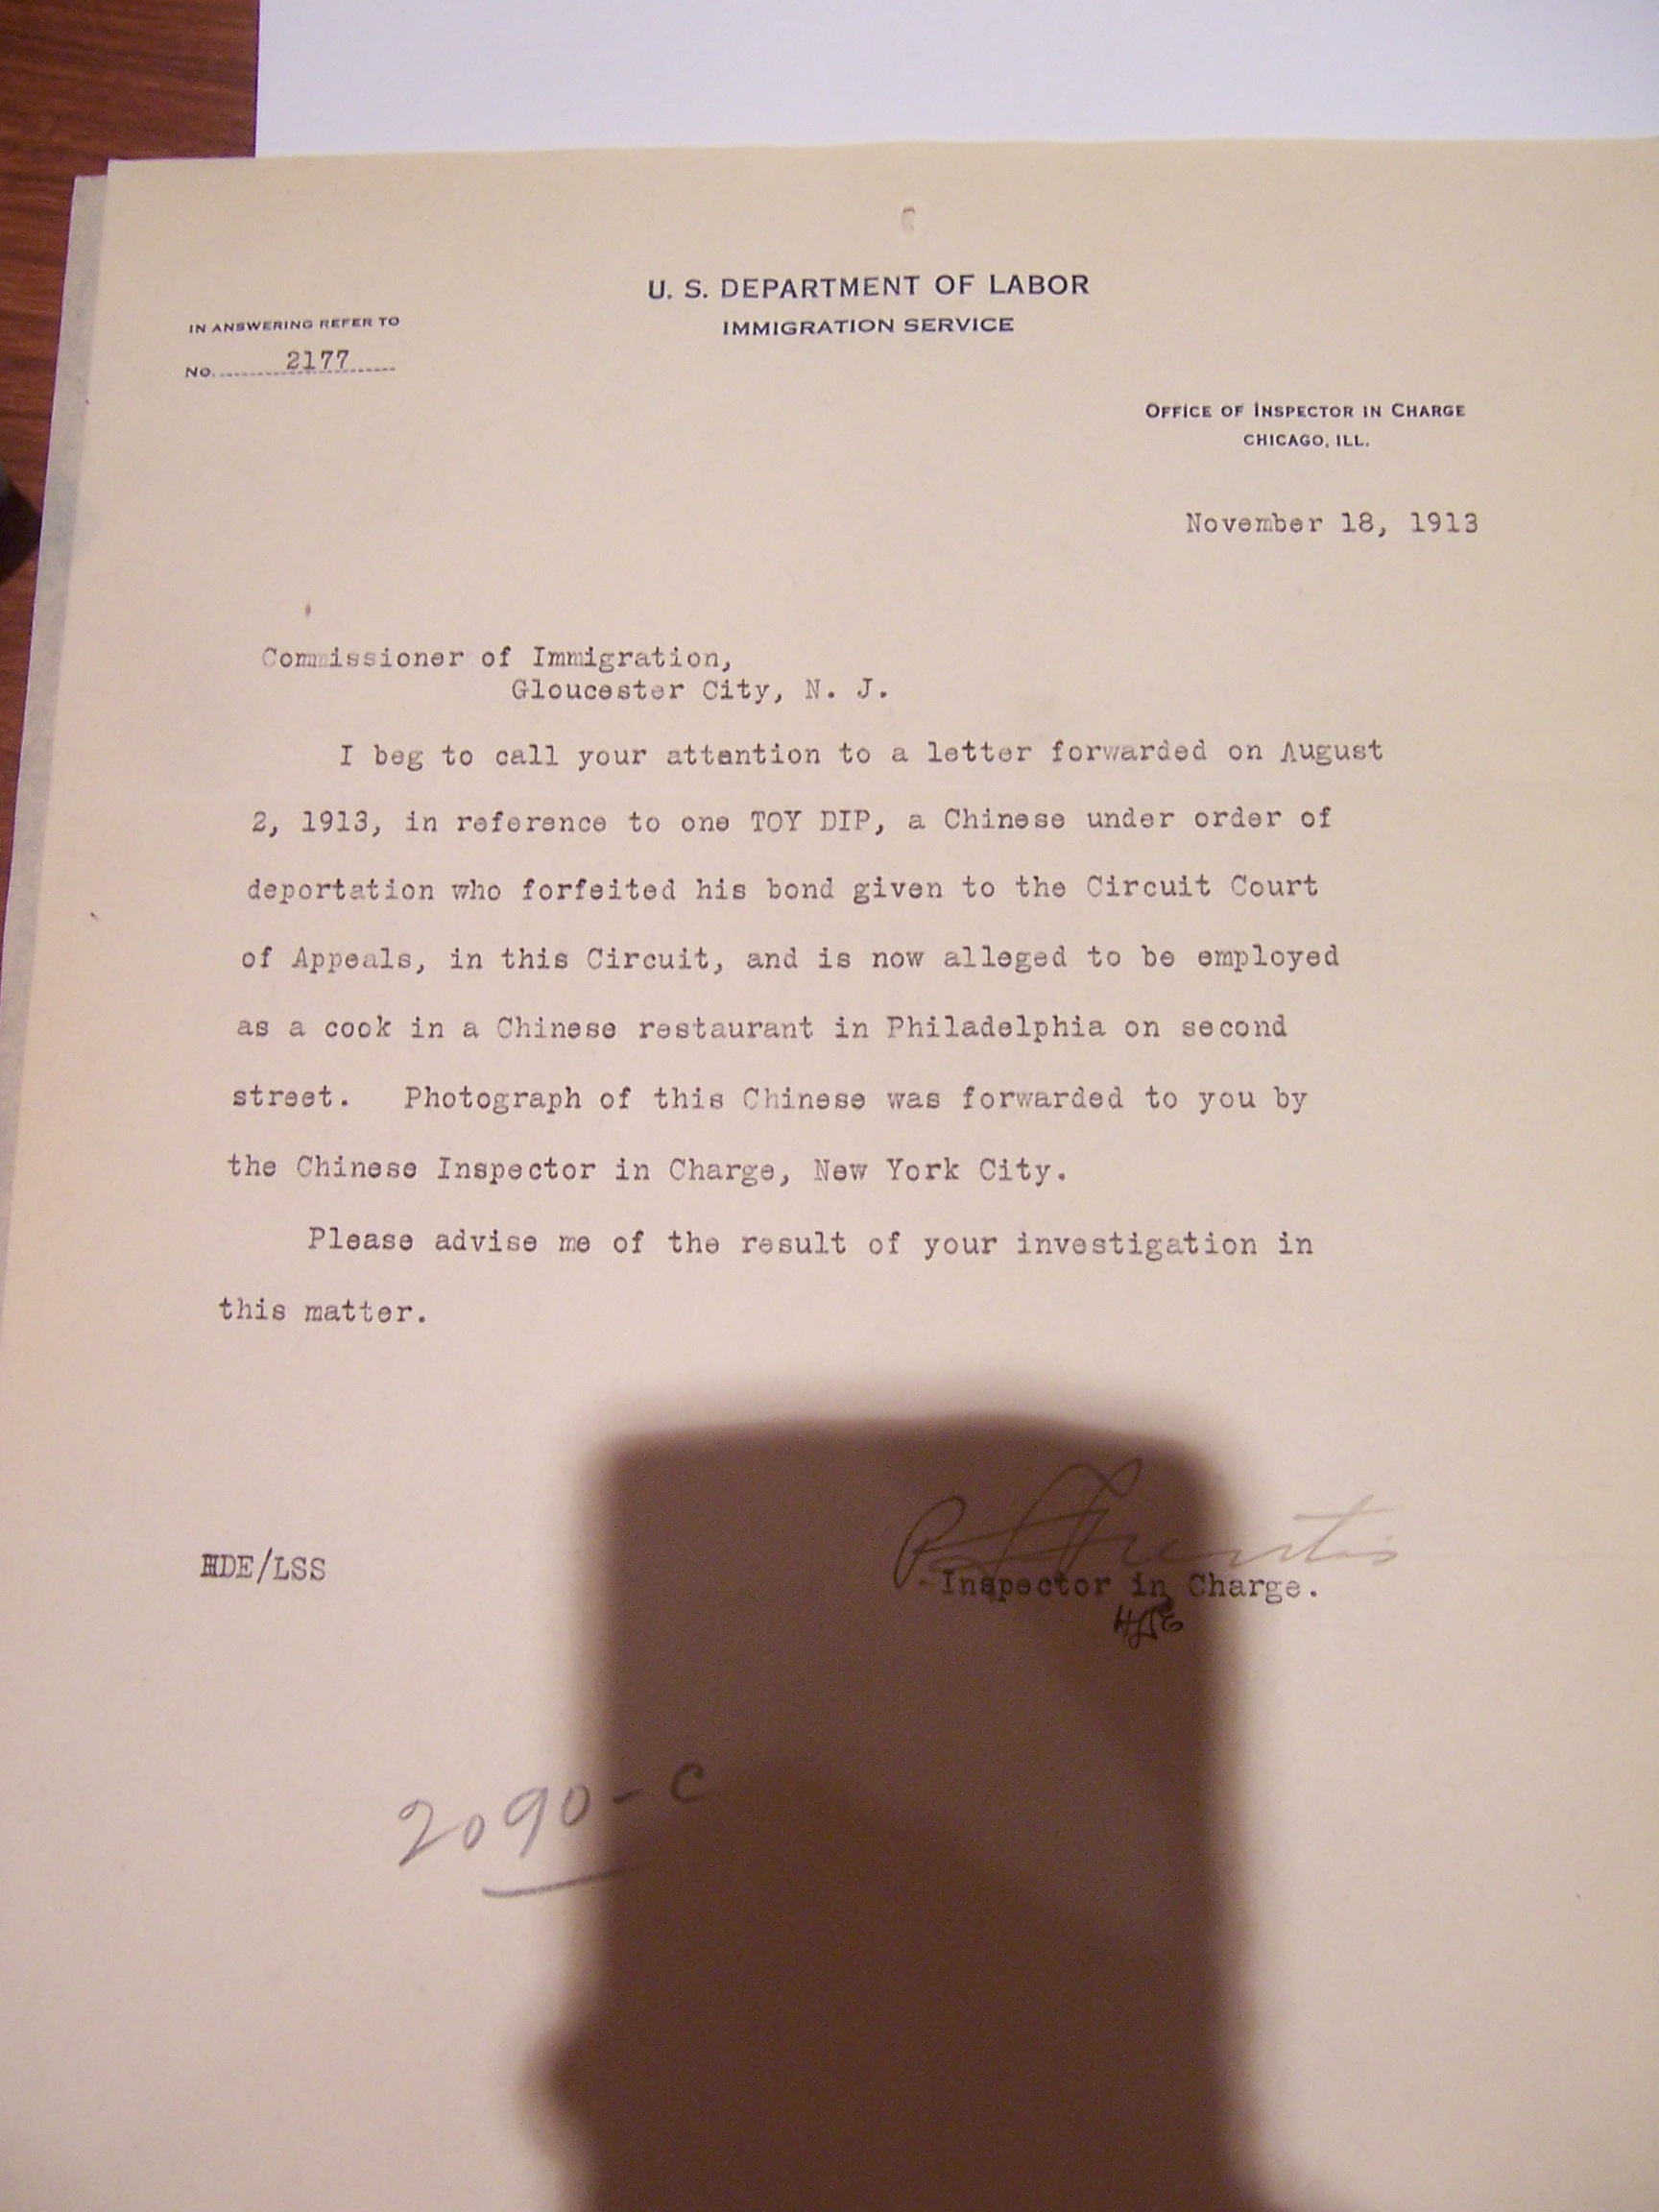 U. S. DEPARTMENT OF LABOR
IMMIGRATION SERVICE
IN ANSWERING REFER TO
No. 2177
OFFICE OF INSPECTOR IN CHARGE
CHICAGO, ILL.
November 18, 1913
Commissioner of Immigration,
Gloucester City, N. J.
I beg to call your attention to a letter forwarded on August
2, 1913, in reference to one TOY DIP, a Chinese under order of
deportation who forfeited his bond given to the Circuit Court
of Appeals, in this Circuit, and is now alleged to be employed
as a cook in a Chinese restaurant in Philadelphia on second
street. Photograph of this Chinese was forwarded to you by
the Chinese Inspector in Charge, New York City.
Please advise me of the result of your investigation in
this matter.
HDE/LSS
Inspector in Charge.
HDE
2090-C